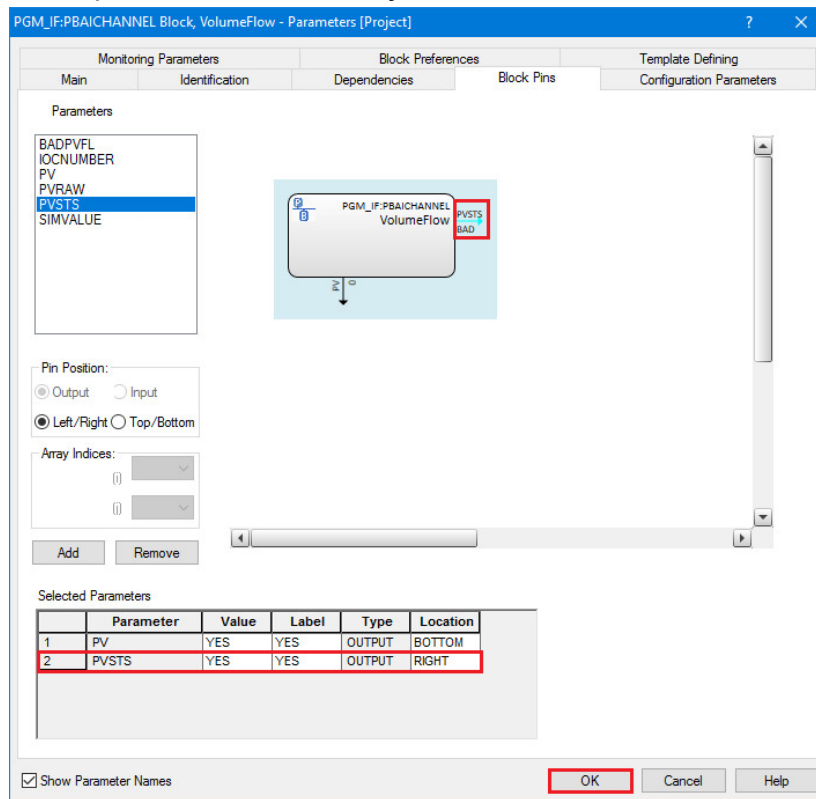 PGM_IF:PBAICHANNEL Block, VolumeFlow - Parameters [Project] ? ×
Monitoring Parameters Block Preferences Template Defining
Main Identification Dependencies Block Pins Configuration Parameters
Parameters
BADPVFL
IOCNUMBER
PV
PVRAW
PVSTS
SIMVALUE
P
B
PGM_IF:PBAICHANNEL
VolumeFlow
PVSTS
BAD
PV
0
Pin Position:
Output Input
Left/Right Top/Bottom
Array Indices:
(i)
(i)
Add Remove
Selected Parameters
Parameter Value Label Type Location
1 PV YES YES OUTPUT BOTTOM
2 PVSTS YES YES OUTPUT RIGHT
Show Parameter Names
OK Cancel Help